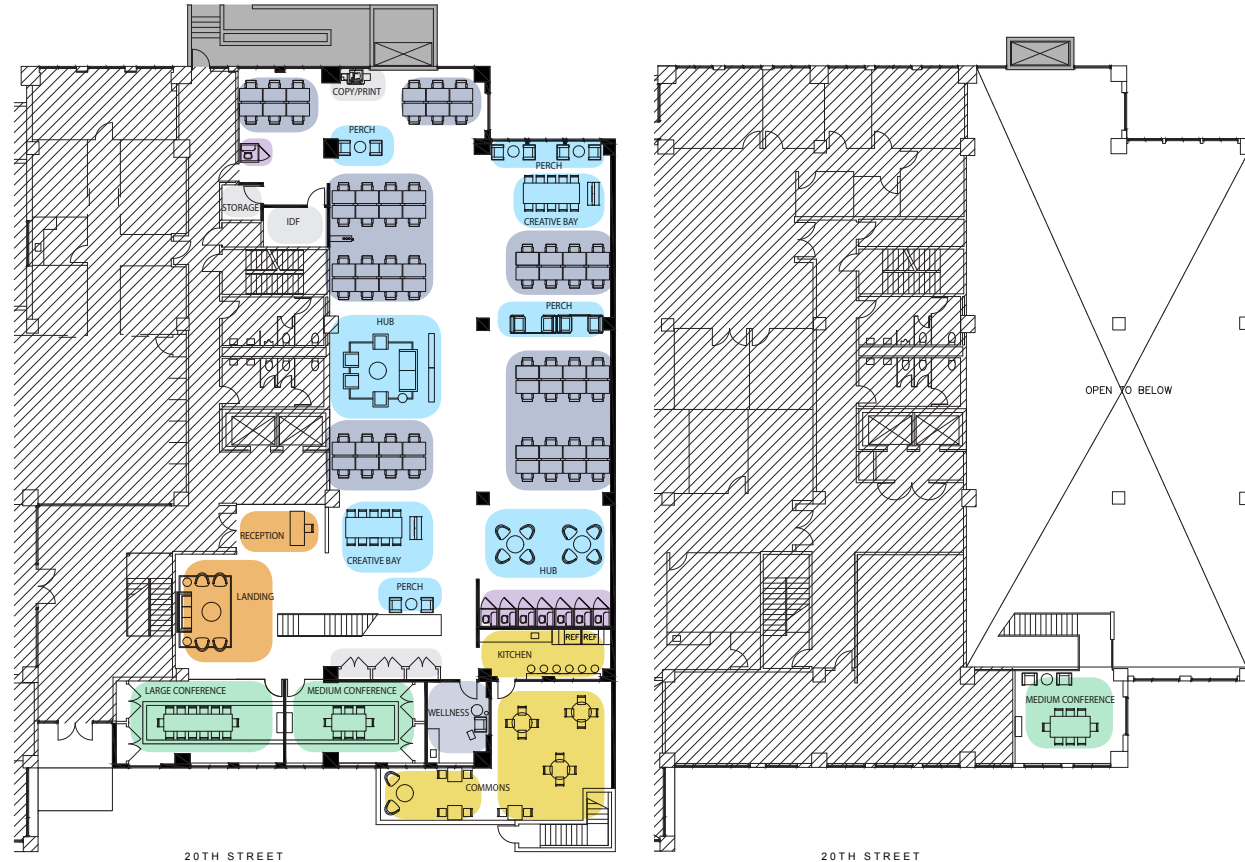 COPY/PRINT
PERCH
PERCH
STORAGE
IDF
CREATIVE BAY
PERCH
HUB
OPEN TO BELOW
RECEPTION
CREATIVE BAY
HUB
PERCH
LANDING
REF REF
KITCHEN
LARGE CONFERENCE
MEDIUM CONFERENCE
WELLNESS
MEDIUM CONFERENCE
COMMONS
20TH STREET
20TH STREET